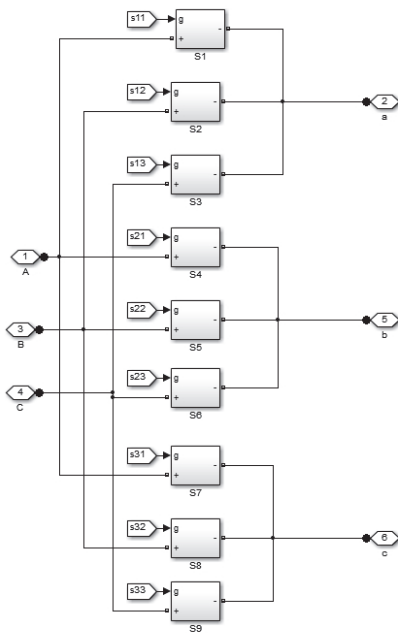 s11
g
-
+
S1
s12
g
-
+
S2
2
a
s13
g
-
+
S3
s21
g
-
+
S4
1
A
s22
g
-
+
S5
3
B
5
b
s23
g
-
+
S6
4
C
s31
g
-
+
S7
s32
g
-
+
S8
6
c
s33
g
-
+
S9